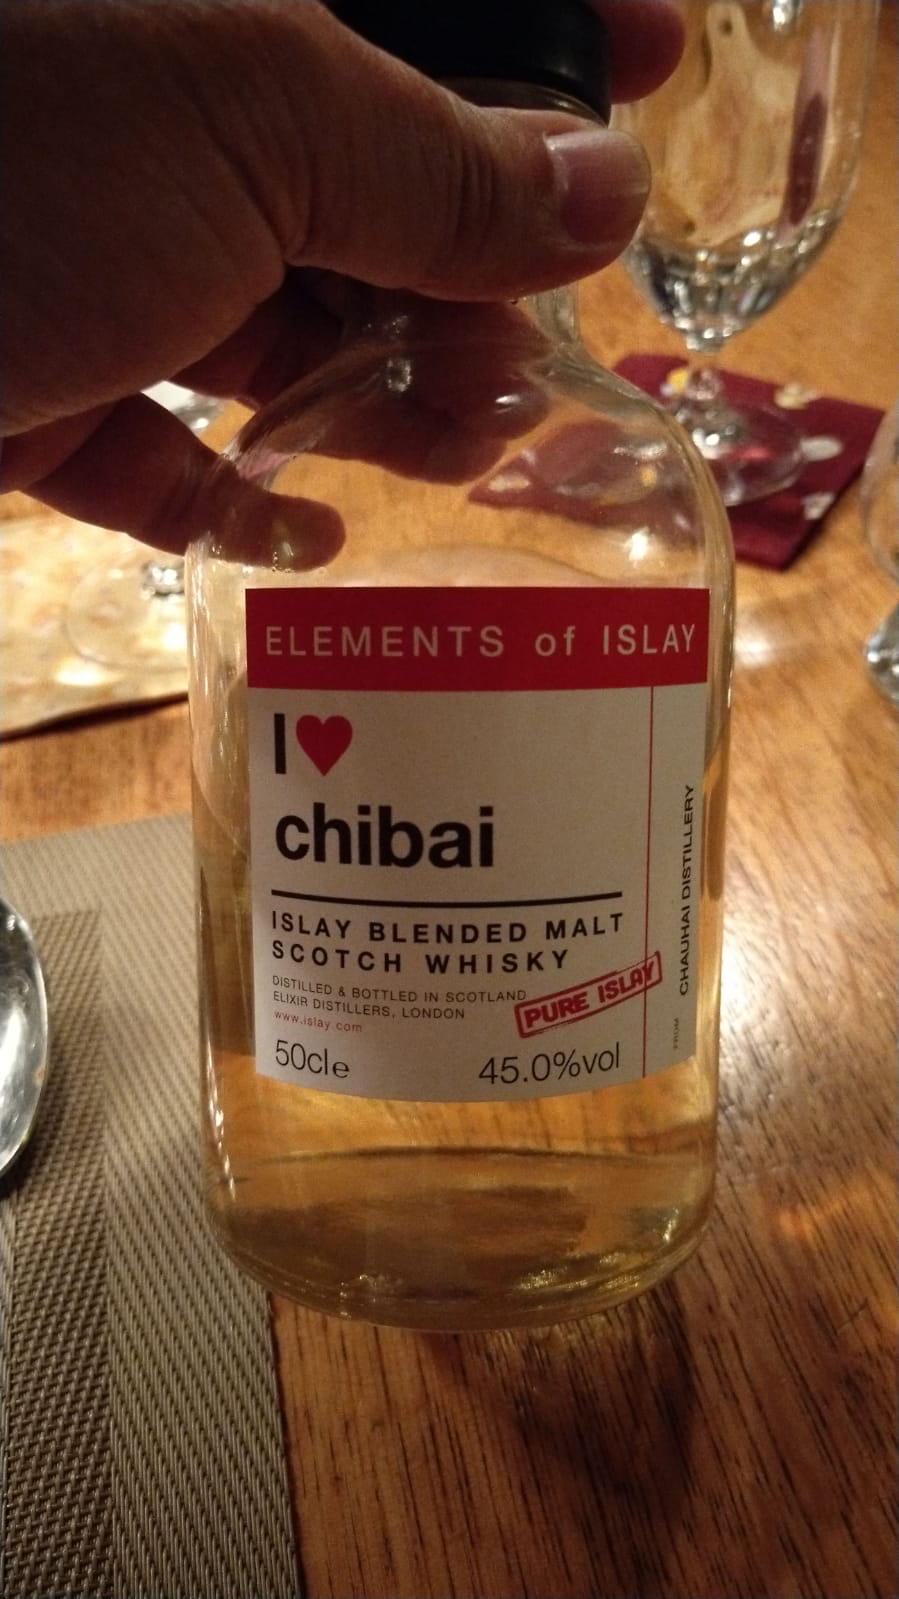 ELEMENTS of ISLAY
I♥
chibai
ISLAY BLENDED MALT
SCOTCH WHISKY
DISTILLED & BOTTLED IN SCOTLAND
ELIXIR DISTILLERS, LONDON
www.islay.com
PURE ISLAY
50cl℮
45.0%vol
FROM CHAUHAI DISTILLERY